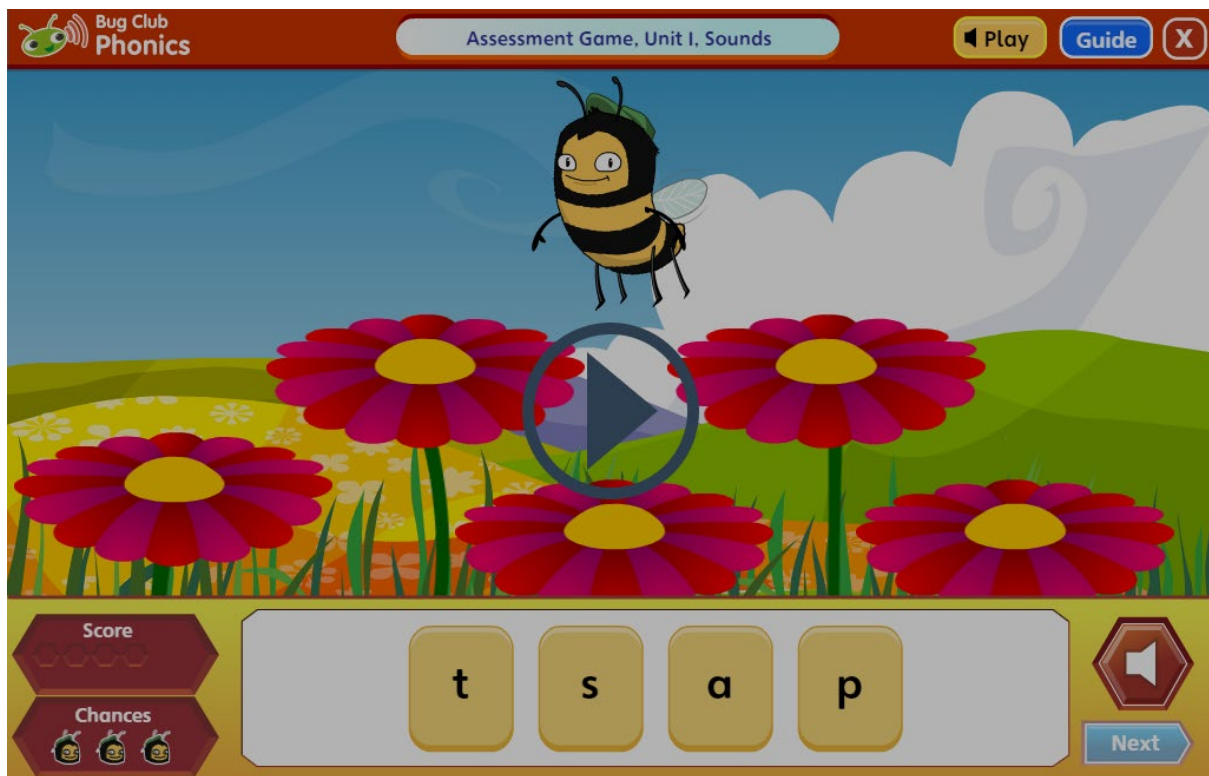 Bug Club
Phonics
Assessment Game, Unit 1, Sounds
Play
Guide
X
Score
Chances
t s a p
Next